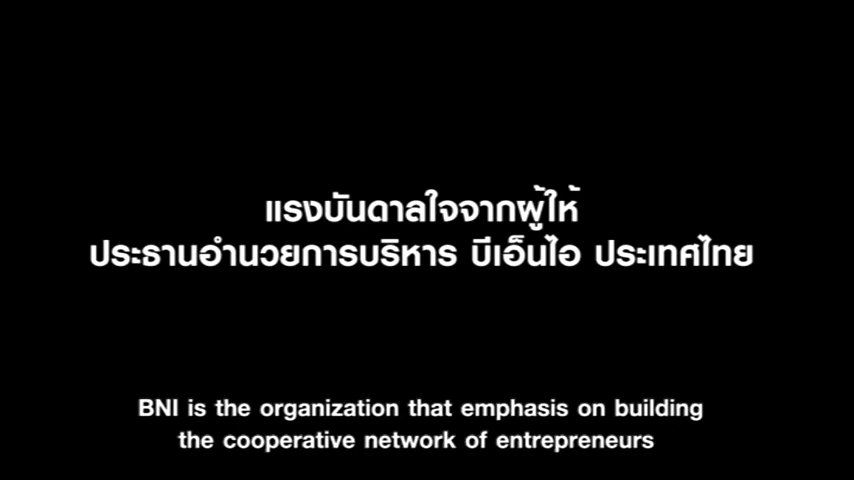 แรงบันดาลใจจากผู้ให้
ประธานอำนวยการบริหาร บีเอ็นไอ ประเทศไทย
BNI is the organization that emphasis on building
the cooperative network of entrepreneurs